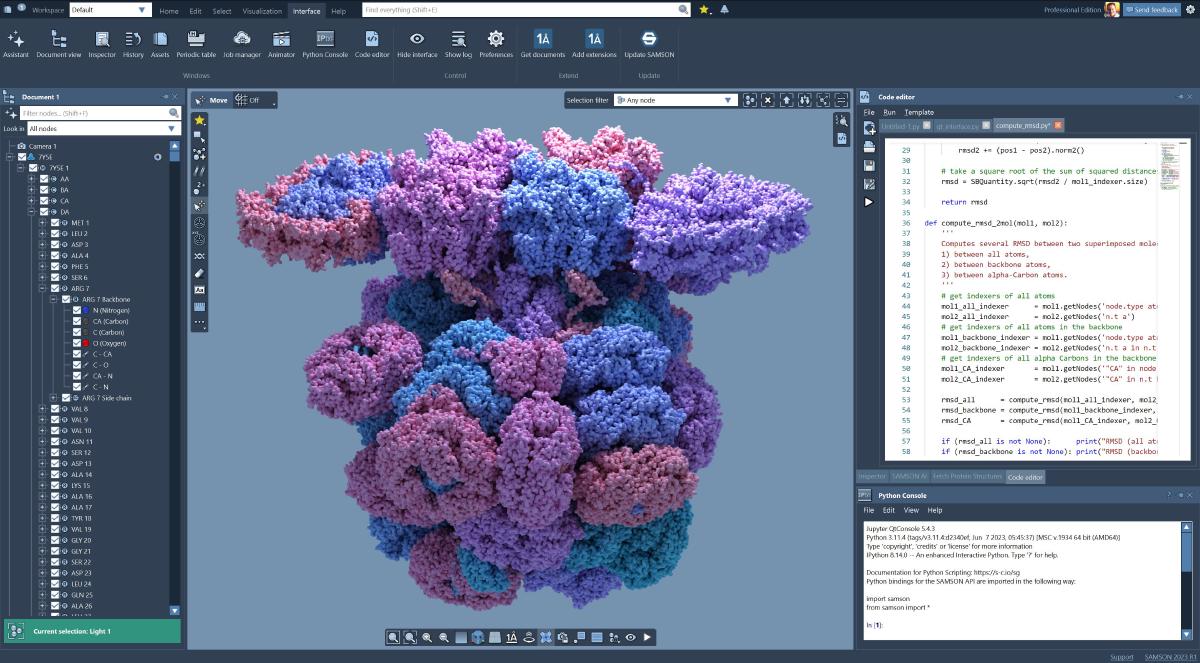 Workspace Default Home Edit Select Visualization Interface Help Find everything (Shift+E) Professional Edition Send feedback
Assistant Document view Inspector History Assets Periodic table Job manager Animator Python Console Code editor Hide interface Show log Preferences Get documents Add extensions Update SAMSON
Windows Control Extend Update
Document 1
Filter nodes... (Shift+F)
Look in All nodes
Camera 1
7Y5E
7Y5E 1
AA
BA
CA
DA
MET 1
LEU 2
ASP 3
ALA 4
PHE 5
SER 6
ARG 7
ARG 7 Backbone
N (Nitrogen)
CA (Carbon)
C (Carbon)
O (Oxygen)
C - CA
C - O
CA - N
C - N
ARG 7 Side chain
VAL 8
VAL 9
VAL 10
ASN 11
SER 12
ASP 13
ALA 14
LYS 15
ALA 16
ALA 17
TYR 18
VAL 19
GLY 20
GLY 21
SER 22
ASP 23
LEU 24
GLN 25
ALA 26
Current selection: Light 1
Move Off
Selection filter Any node
Code editor
File Run Template
Untitled-1.py qt_interface.py compute_rmsd.py*
29 rmsd2 += (pos1 - pos2).norm2()
30
31 # take a square root of the sum of squared distance
32 rmsd = SBQuantity.sqrt(rmsd2 / mol1_indexer.size)
33
34 return rmsd
35
36 def compute_rmsd_2mol(mol1, mol2):
37 '''
38 Computes several RMSD between two superimposed mole
39 1) between all atoms,
40 2) between backbone atoms,
41 3) between alpha-Carbon atoms.
42 '''
43 # get indexers of all atoms
44 mol1_all_indexer = mol1.getNodes('node.type at
45 mol2_all_indexer = mol2.getNodes('n.t a')
46 # get indexers of all atoms in the backbone
47 mol1_backbone_indexer = mol1.getNodes('node.type at
48 mol2_backbone_indexer = mol2.getNodes('n.t a in n.t
49 # get indexers of all alpha Carbons in the backbone
50 mol1_CA_indexer = mol1.getNodes('"CA" in node
51 mol2_CA_indexer = mol2.getNodes('"CA" in n.t
52
53 rmsd_all = compute_rmsd(mol1_all_indexer, mol2_
54 rmsd_backbone = compute_rmsd(mol1_backbone_indexer,
55 rmsd_CA = compute_rmsd(mol1_CA_indexer, mol2_
56
57 if (rmsd_all is not None): print("RMSD (all at
58 if (rmsd_backbone is not None): print("RMSD (backbo
Inspector SAMSON AI Fetch Protein Structures Code editor
Python Console
File Edit View Help
Jupyter QtConsole 5.4.3
Python 3.11.4 (tags/v3.11.4:d2340ef, Jun 7 2023, 05:45:37) [MSC v.1934 64 bit (AMD64)]
Type 'copyright', 'credits' or 'license' for more information
IPython 8.14.0 -- An enhanced Interactive Python. Type '?' for help.
Documentation for Python Scripting: https://s-c.io/sg
Python bindings for the SAMSON API are imported in the following way:
import samson
from samson import *
In [1]:
Support SAMSON 2023 R1